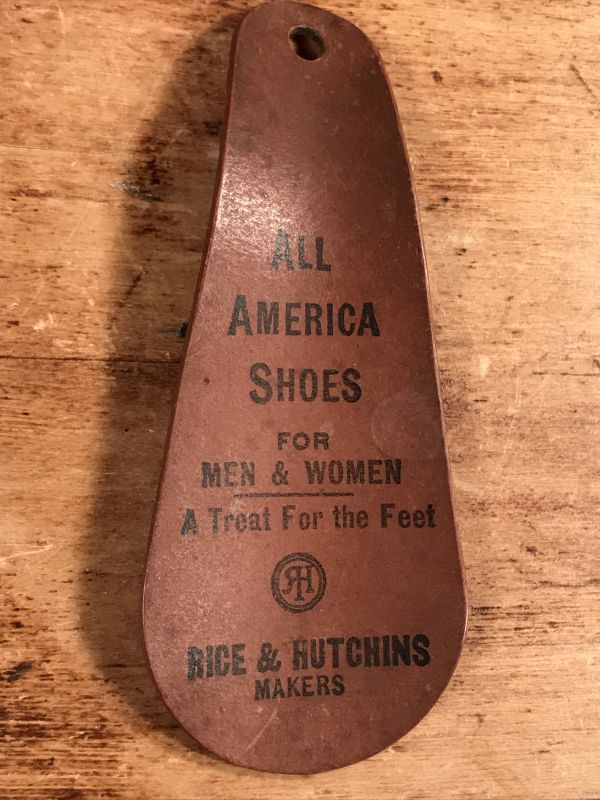 ALL
AMERICA
SHOES
FOR
MEN & WOMEN
A Treat For the Feet
RH
RICE & HUTCHINS
MAKERS